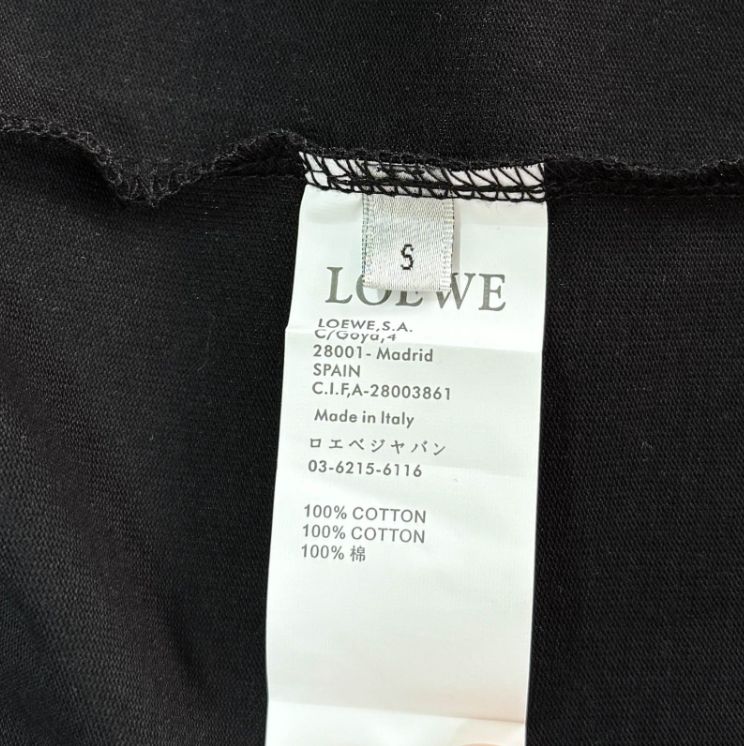 S
LOEWE
LOEWE,S.A.
C/Goya,4
28001- Madrid
SPAIN
C.I.F,A-28003861
Made in Italy
ロエベジャバン
03-6215-6116
100% COTTON
100% COTTON
100% 棉